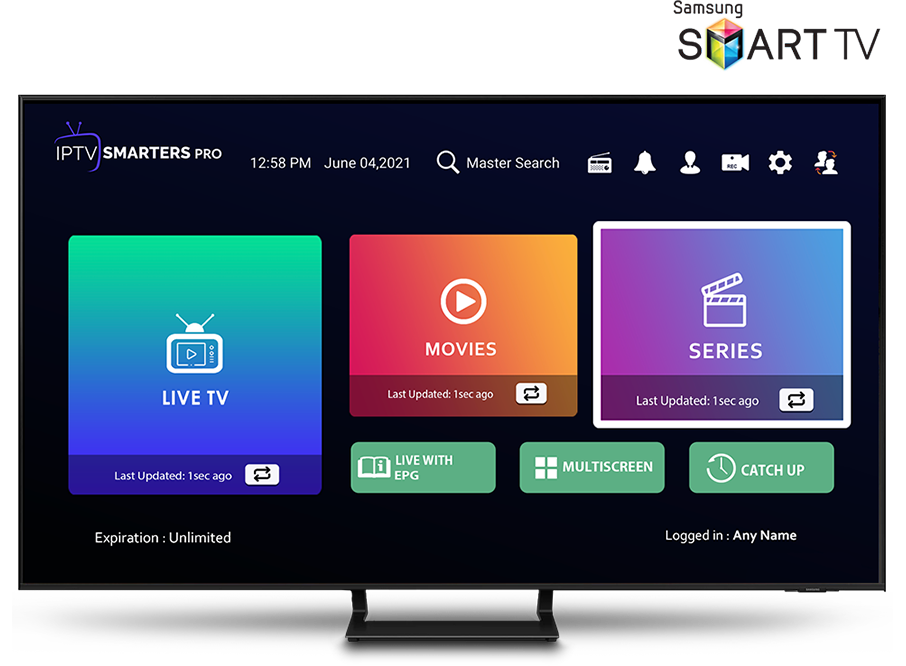 Samsung
SMART TV
IPTV SMARTERS PRO
12:58 PM June 04,2021 Master Search
REC
LIVE TV
Last Updated: 1sec ago
MOVIES
Last Updated: 1sec ago
SERIES
Last Updated: 1sec ago
LIVE WITH
EPG
MULTISCREEN
CATCH UP
Expiration : Unlimited
Logged in : Any Name